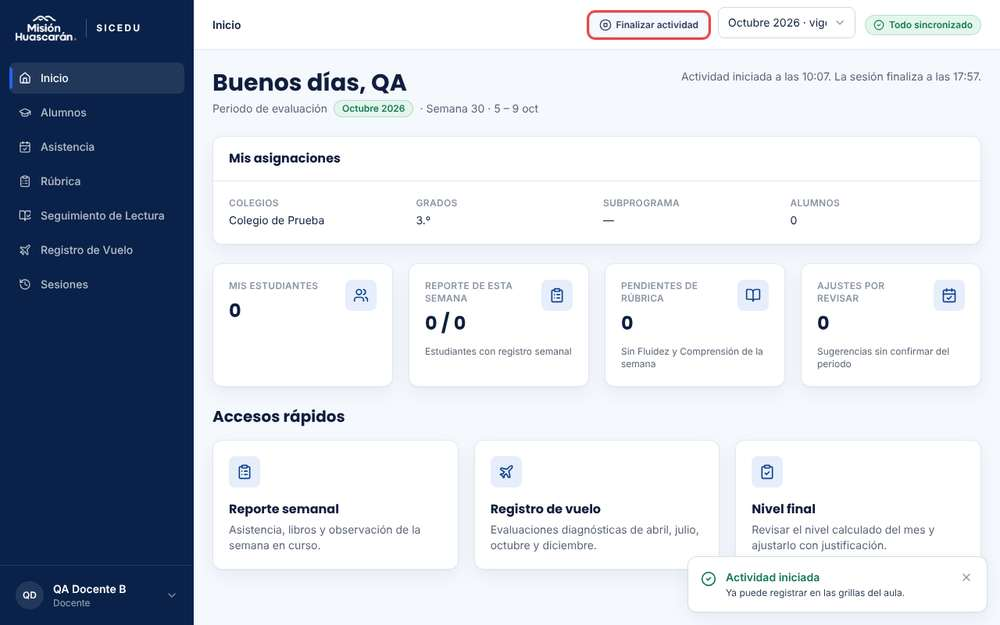 Misión
Huascarán.
SICEDU
Inicio
Alumnos
Asistencia
Rúbrica
Seguimiento de Lectura
Registro de Vuelo
Sesiones
QD
QA Docente B
Docente
Inicio
Finalizar actividad
Octubre 2026 · vig
Todo sincronizado
Buenos días, QA
Actividad iniciada a las 10:07. La sesión finaliza a las 17:57.
Periodo de evaluación Octubre 2026 · Semana 30 · 5 – 9 oct
Mis asignaciones
COLEGIOS
Colegio de Prueba
GRADOS
3.º
SUBPROGRAMA
—
ALUMNOS
0
MIS ESTUDIANTES
0
REPORTE DE ESTA
SEMANA
0 / 0
Estudiantes con registro semanal
PENDIENTES DE
RÚBRICA
0
Sin Fluidez y Comprensión de la
semana
AJUSTES POR
REVISAR
0
Sugerencias sin confirmar del
periodo
Accesos rápidos
Reporte semanal
Asistencia, libros y observación de la
semana en curso.
Registro de vuelo
Evaluaciones diagnósticas de abril, julio,
octubre y diciembre.
Nivel final
Revisar el nivel calculado del mes y
ajustarlo con justificación.
Actividad iniciada
Ya puede registrar en las grillas del aula.